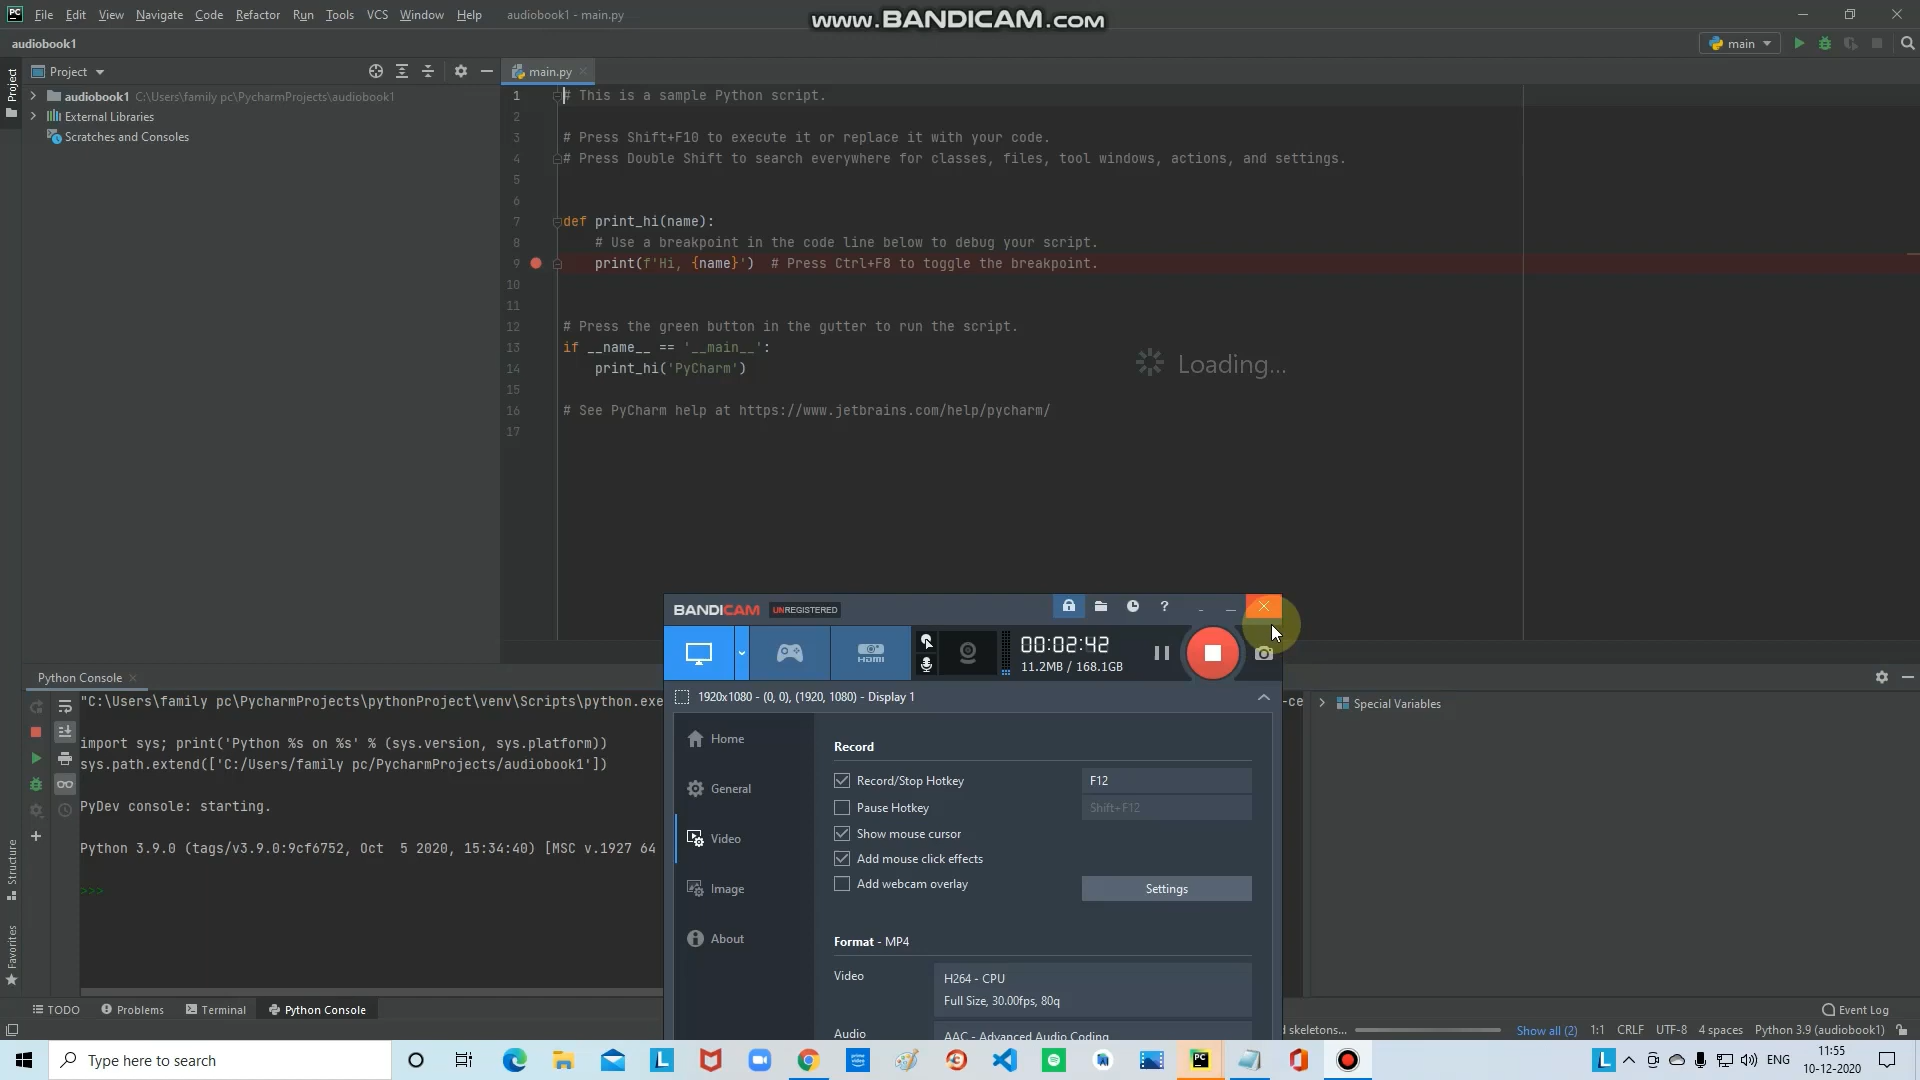 File Edit View Navigate Code Refactor Run Tools VCS Window Help audiobook1 - main.py
www.BANDICAM.com
audiobook1
main
Project
Project
audiobook1 C:\Users\family pc\PycharmProjects\audiobook1
External Libraries
Scratches and Consoles
main.py
1 # This is a sample Python script.
2
3 # Press Shift+F10 to execute it or replace it with your code.
4 # Press Double Shift to search everywhere for classes, files, tool windows, actions, and settings.
5
6
7 def print_hi(name):
8 # Use a breakpoint in the code line below to debug your script.
9 print(f'Hi, {name}') # Press Ctrl+F8 to toggle the breakpoint.
10
11
12 # Press the green button in the gutter to run the script.
13 if __name__ == '__main__':
14 print_hi('PyCharm')
15
16 # See PyCharm help at https://www.jetbrains.com/help/pycharm/
17
Loading...
BANDICAM UNREGISTERED
HDMI
00:02:42
11.2MB / 168.1GB
1920x1080 - (0, 0), (1920, 1080) - Display 1
Home
General
Video
Image
About
Record
Record/Stop Hotkey F12
Pause Hotkey Shift+F12
Show mouse cursor
Add mouse click effects
Add webcam overlay
Settings
Format - MP4
Video
H264 - CPU
Full Size, 30.00fps, 80q
Audio
AAC - Advanced Audio Coding
Python Console
"C:\Users\family pc\PycharmProjects\pythonProject\venv\Scripts\python.exe
-ce
import sys; print('Python %s on %s' % (sys.version, sys.platform))
sys.path.extend(['C:/Users/family pc/PycharmProjects/audiobook1'])
PyDev console: starting.
Python 3.9.0 (tags/v3.9.0:9cf6752, Oct 5 2020, 15:34:40) [MSC v.1927 64
>>>
Special Variables
Structure
Favorites
TODO Problems Terminal Python Console
Event Log
d skeletons... Show all (2) 1:1 CRLF UTF-8 4 spaces Python 3.9 (audiobook1)
Type here to search
ENG
11:55
10-12-2020